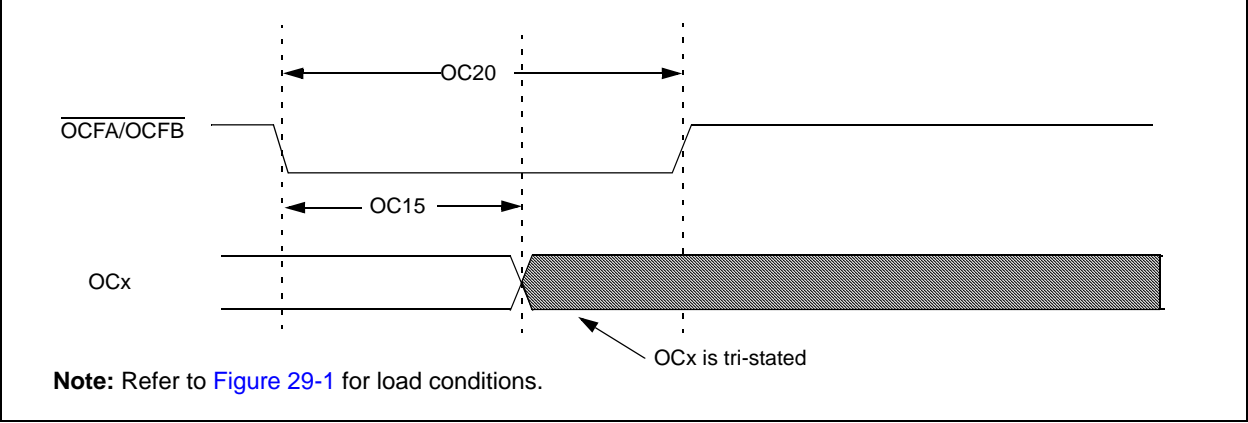 OC20
OCFA/OCFB
OC15
OCx
OCx is tri-stated
Note: Refer to Figure 29-1 for load conditions.